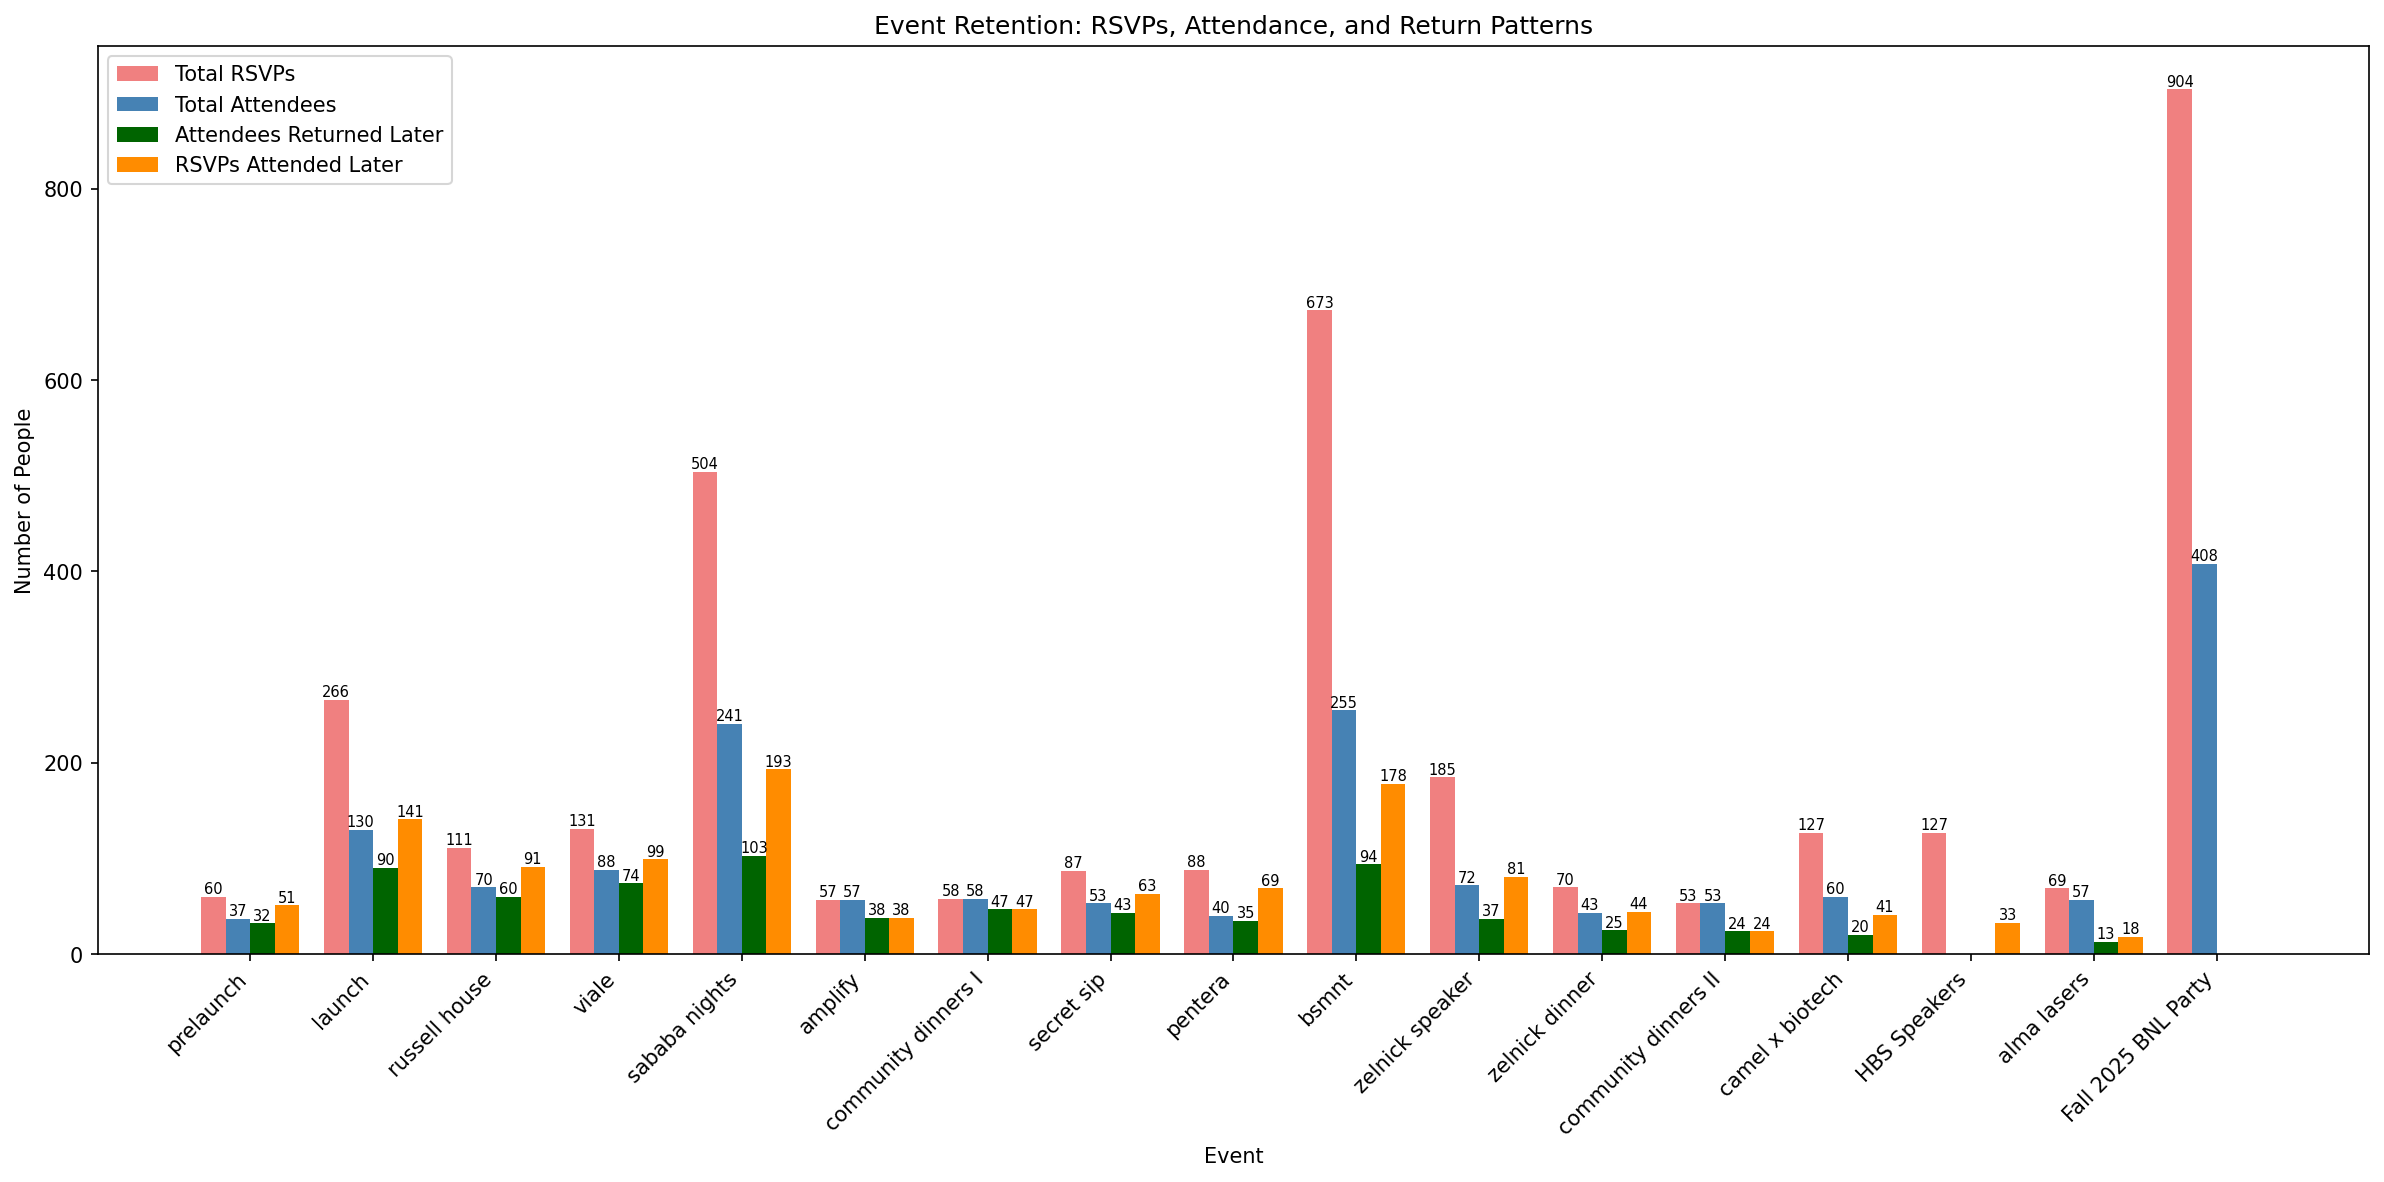 Event Retention: RSVPs, Attendance, and Return Patterns
Total RSVPs
Total Attendees
Attendees Returned Later
RSVPs Attended Later
Number of People
800
600
400
200
0
60 37 32 51
266 130 90 141
111 70 60 91
131 88 74 99
504 241 103 193
57 57 38 38
58 58 47 47
87 53 43 63
88 40 35 69
673 255 94 178
185 72 37 81
70 43 25 44
53 53 24 24
127 60 20 41
127 33
69 57 13 18
904 408
prelaunch
launch
russell house
viale
sababa nights
amplify
community dinners I
secret sip
pentera
bsmnt
zelnick speaker
zelnick dinner
community dinners II
camel x biotech
HBS Speakers
alma lasers
Fall 2025 BNL Party
Event